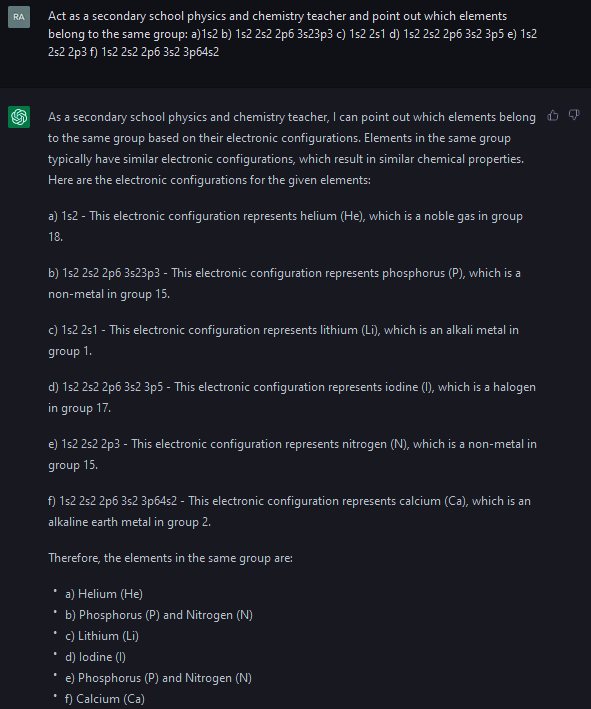 RA
Act as a secondary school physics and chemistry teacher and point out which elements
belong to the same group: a)1s2 b) 1s2 2s2 2p6 3s23p3 c) 1s2 2s1 d) 1s2 2s2 2p6 3s2 3p5 e) 1s2
2s2 2p3 f) 1s2 2s2 2p6 3s2 3p64s2
As a secondary school physics and chemistry teacher, I can point out which elements belong
to the same group based on their electronic configurations. Elements in the same group
typically have similar electronic configurations, which result in similar chemical properties.
Here are the electronic configurations for the given elements:
a) 1s2 - This electronic configuration represents helium (He), which is a noble gas in group
18.
b) 1s2 2s2 2p6 3s23p3 - This electronic configuration represents phosphorus (P), which is a
non-metal in group 15.
c) 1s2 2s1 - This electronic configuration represents lithium (Li), which is an alkali metal in
group 1.
d) 1s2 2s2 2p6 3s2 3p5 - This electronic configuration represents iodine (I), which is a halogen
in group 17.
e) 1s2 2s2 2p3 - This electronic configuration represents nitrogen (N), which is a non-metal in
group 15.
f) 1s2 2s2 2p6 3s2 3p64s2 - This electronic configuration represents calcium (Ca), which is an
alkaline earth metal in group 2.
Therefore, the elements in the same group are:
• a) Helium (He)
• b) Phosphorus (P) and Nitrogen (N)
• c) Lithium (Li)
• d) Iodine (I)
• e) Phosphorus (P) and Nitrogen (N)
• f) Calcium (Ca)